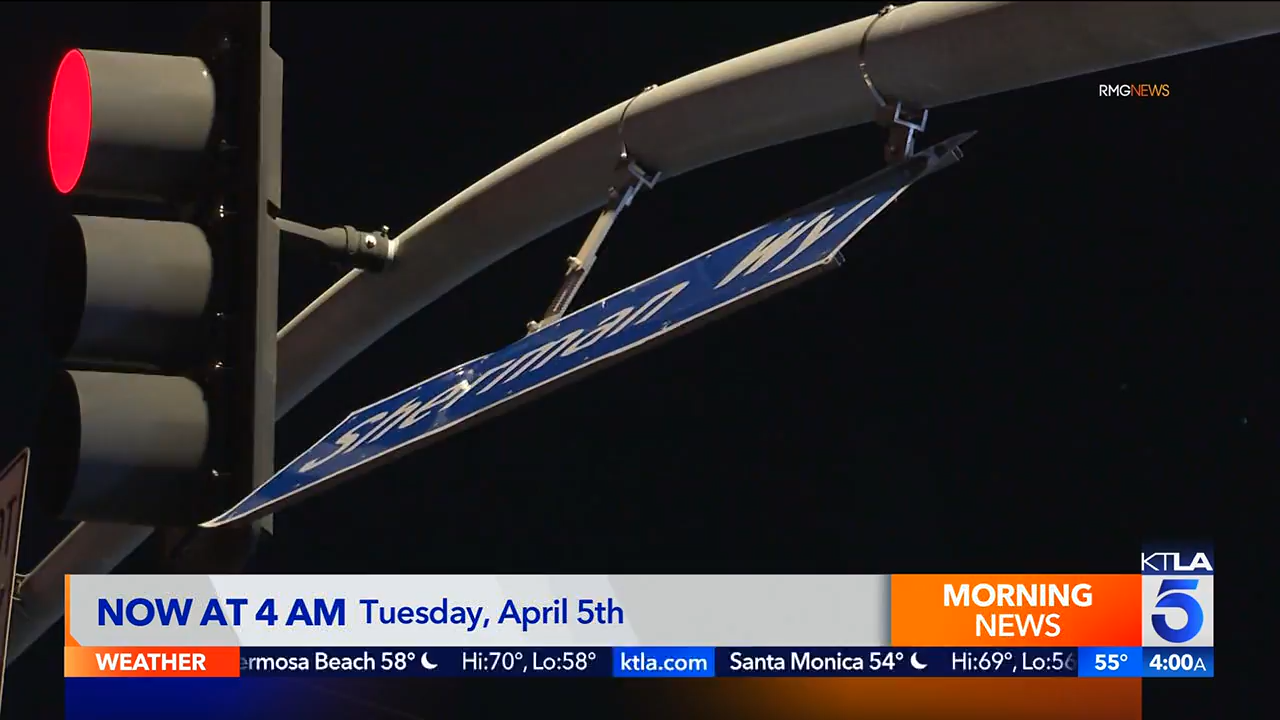 RMGNEWS
Sherman WY
KTLA
5
NOW AT 4 AM Tuesday, April 5th
MORNING
NEWS
WEATHER
ermosa Beach 58° Hi:70°, Lo:58° ktla.com Santa Monica 54° Hi:69°, Lo:56 55° 4:00A